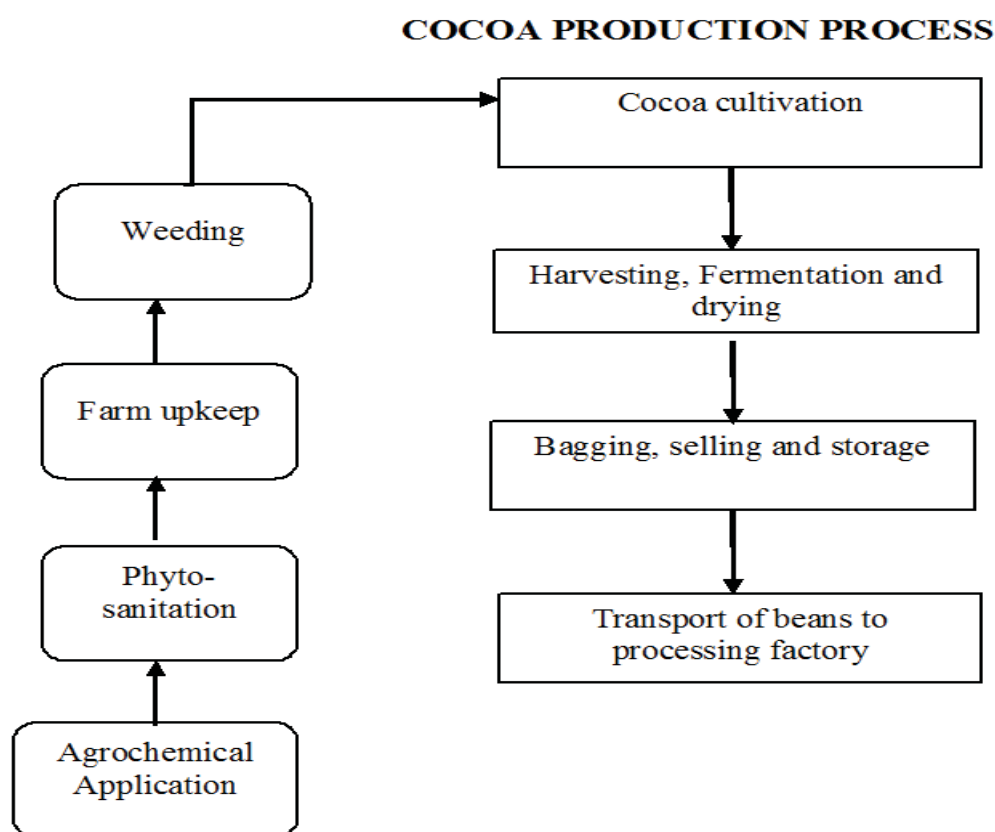 COCOA PRODUCTION PROCESS
Cocoa cultivation
Weeding
Harvesting, Fermentation and
drying
Farm upkeep
Bagging, selling and storage
Phyto-
sanitation
Transport of beans to
processing factory
Agrochemical
Application